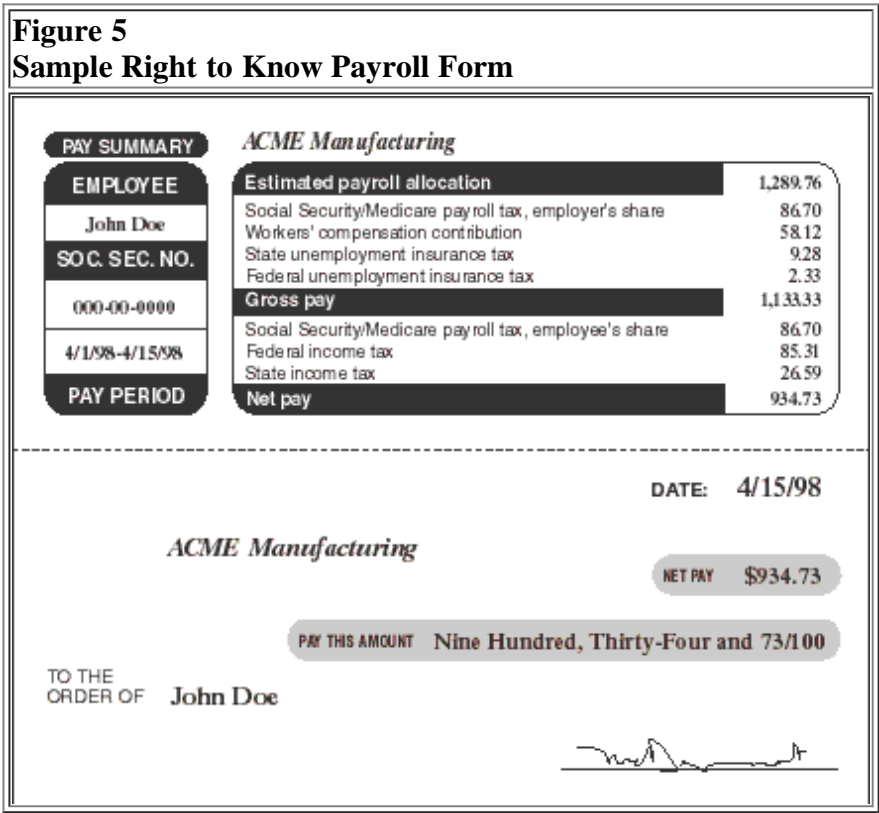 Figure 5
Sample Right to Know Payroll Form
PAY SUMMARY
EMPLOYEE
John Doe
SOC. SEC. NO.
000-00-0000
4/1/98-4/15/98
PAY PERIOD
ACME Manufacturing
Estimated payroll allocation 1,289.76
Social Security/Medicare payroll tax, employer's share 86.70
Workers' compensation contribution 58.12
State unemployment insurance tax 9.28
Federal unemployment insurance tax 2.33
Gross pay 1,133.33
Social Security/Medicare payroll tax, employee's share 86.70
Federal income tax 85.31
State income tax 26.59
Net pay 934.73
DATE: 4/15/98
ACME Manufacturing
NET PAY $934.73
PAY THIS AMOUNT Nine Hundred, Thirty-Four and 73/100
TO THE
ORDER OF John Doe